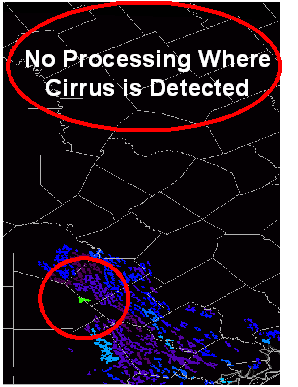 No Processing Where
Cirrus is Detected